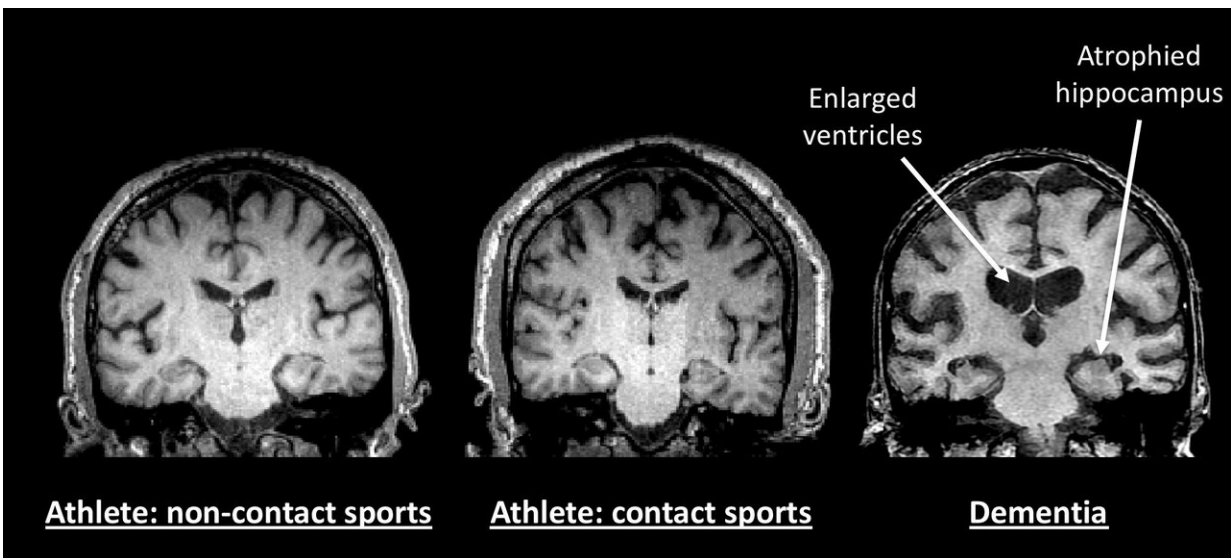 Enlarged
ventricles
Atrophied
hippocampus
Athlete: non-contact sports
Athlete: contact sports
Dementia